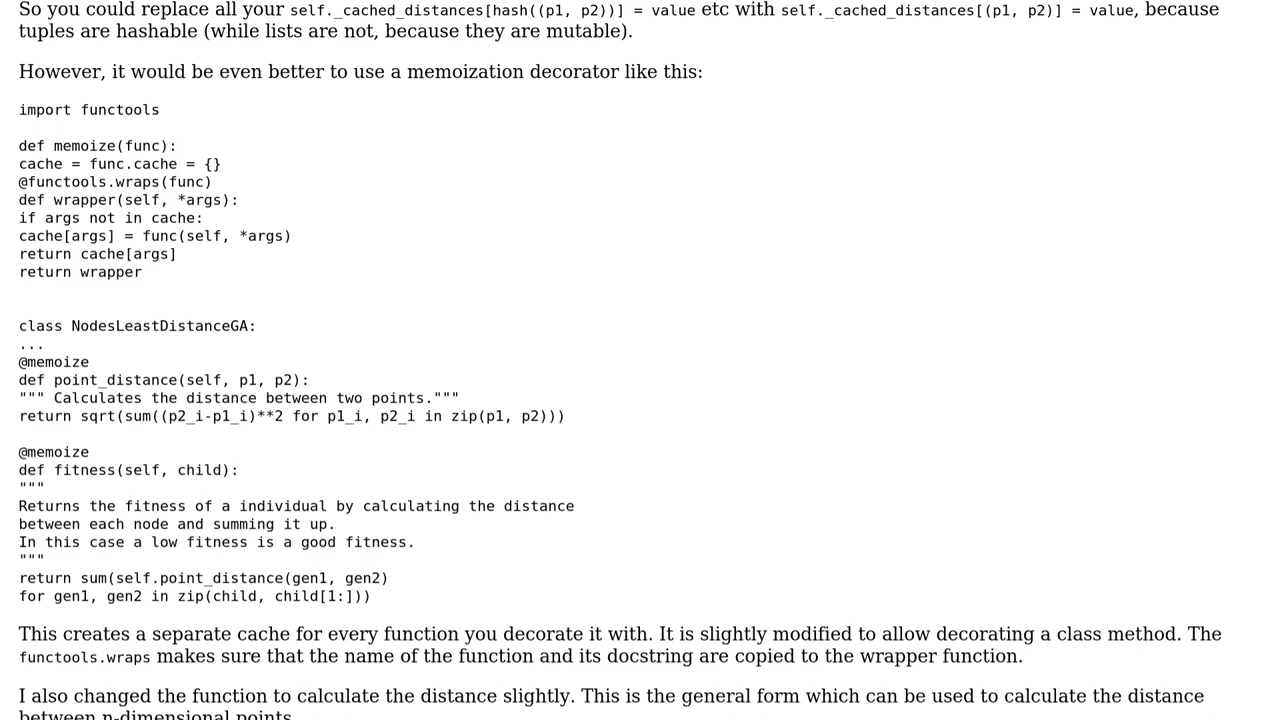 So you could replace all your self._cached_distances[hash((p1, p2))] = value etc with self._cached_distances[(p1, p2)] = value, because
tuples are hashable (while lists are not, because they are mutable).
However, it would be even better to use a memoization decorator like this:
import functools
def memoize(func):
cache = func.cache = {}
@functools.wraps(func)
def wrapper(self, *args):
if args not in cache:
cache[args] = func(self, *args)
return cache[args]
return wrapper
class NodesLeastDistanceGA:
...
@memoize
def point_distance(self, p1, p2):
""" Calculates the distance between two points."""
return sqrt(sum((p2_i-p1_i)**2 for p1_i, p2_i in zip(p1, p2)))
@memoize
def fitness(self, child):
"""
Returns the fitness of a individual by calculating the distance
between each node and summing it up.
In this case a low fitness is a good fitness.
"""
return sum(self.point_distance(gen1, gen2)
for gen1, gen2 in zip(child, child[1:]))
This creates a separate cache for every function you decorate it with. It is slightly modified to allow decorating a class method. The
functools.wraps makes sure that the name of the function and its docstring are copied to the wrapper function.
I also changed the function to calculate the distance slightly. This is the general form which can be used to calculate the distance
between n-dimensional points.